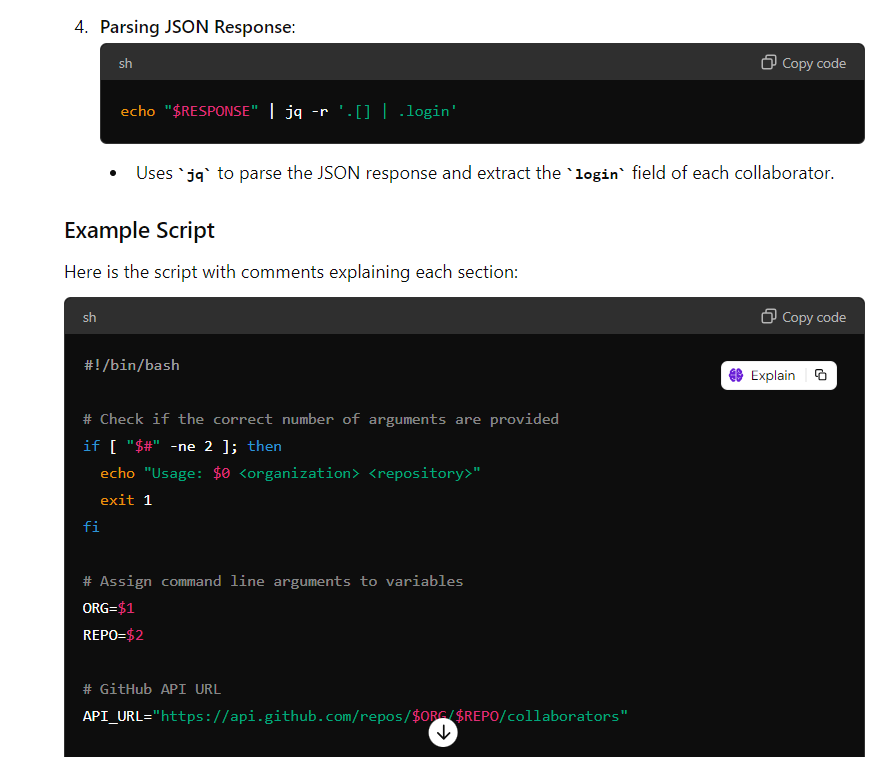 4. Parsing JSON Response:
sh
Copy code
echo "$RESPONSE" | jq -r '.[] | .login'
• Uses `jq` to parse the JSON response and extract the `login` field of each collaborator.
Example Script
Here is the script with comments explaining each section:
sh
Copy code
#!/bin/bash
Explain
# Check if the correct number of arguments are provided
if [ "$#" -ne 2 ]; then
  echo "Usage: $0 <organization> <repository>"
  exit 1
fi
# Assign command line arguments to variables
ORG=$1
REPO=$2
# GitHub API URL
API_URL="https://api.github.com/repos/$ORG/$REPO/collaborators"